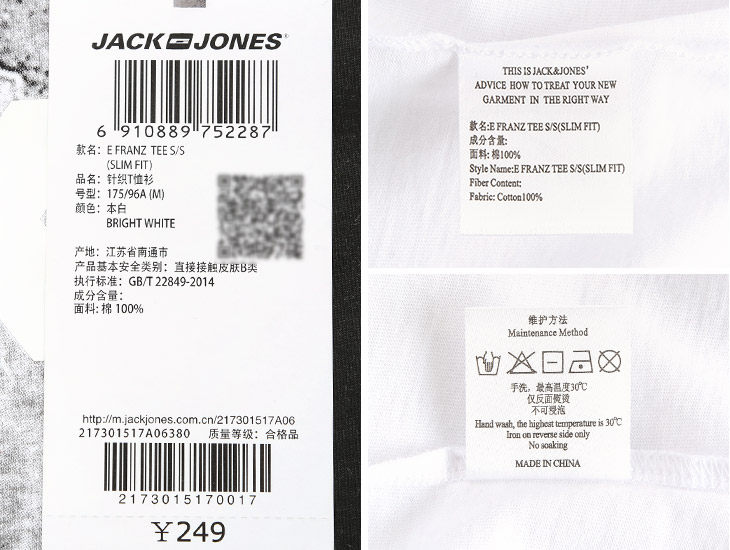 JACK JONES
6 910889 752287
款名: E FRANZ TEE S/S
(SLIM FIT)
品名: 针织T恤衫
号型: 175/96A (M)
颜色: 本白
BRIGHT WHITE
产地: 江苏省南通市
产品基本安全类别: 直接接触皮肤B类
执行标准: GB/T 22849-2014
成分含量:
面料: 棉 100%
http://m.jackjones.com.cn/217301517A06
217301517A06380 质量等级: 合格品
2173015170017
￥249
THIS IS JACK&JONES'
ADVICE HOW TO TREAT YOUR NEW
GARMENT IN THE RIGHT WAY
款名:E FRANZ TEE S/S(SLIM FIT)
成分含量:
面料: 棉100%
Style Name:E FRANZ TEE S/S(SLIM FIT)
Fiber Content:
Fabric: Cotton100%
维护方法
Maintenance Method
手洗，最高温度30℃
仅反面熨烫
不可浸泡
Hand wash, the highest temperature is 30℃
Iron on reverse side only
No soaking
MADE IN CHINA